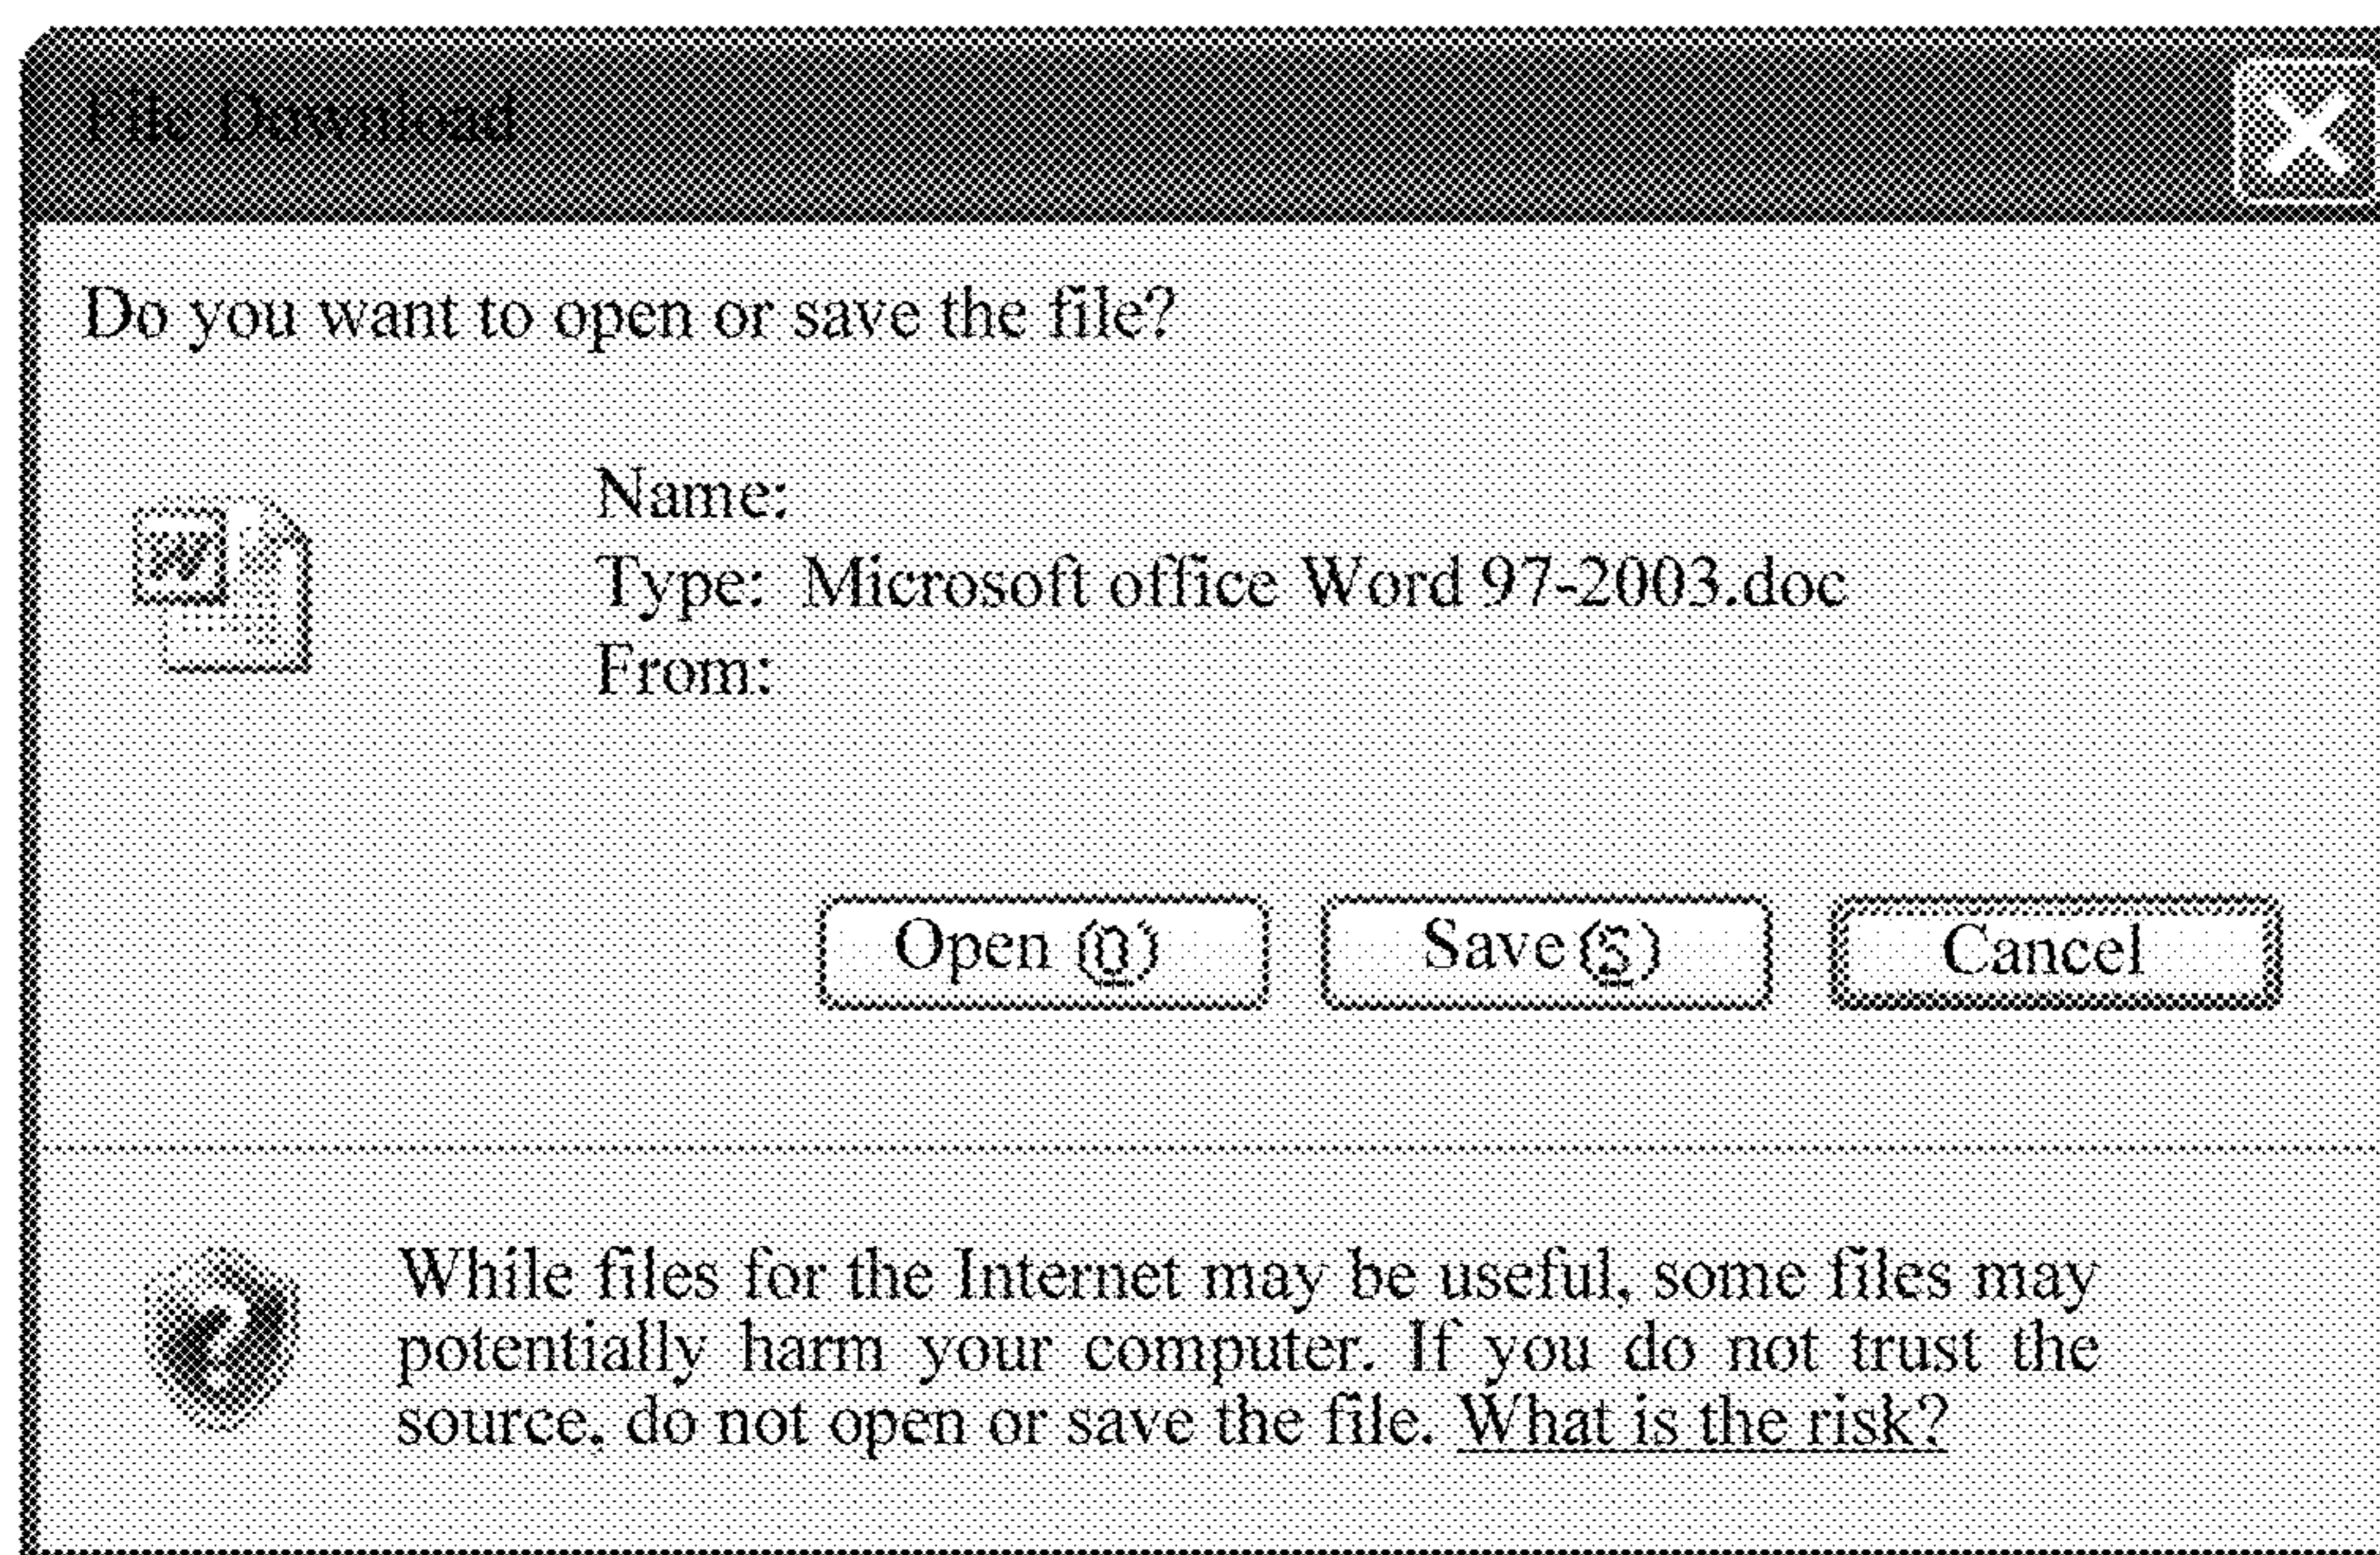 File Download
Do you want to open or save the file?
Name:
Type: Microsoft office Word 97-2003.doc
From:
Open (O)
Save (S)
Cancel
While files for the Internet may be useful, some files may
potentially harm your computer. If you do not trust the
source, do not open or save the file. What is the risk?